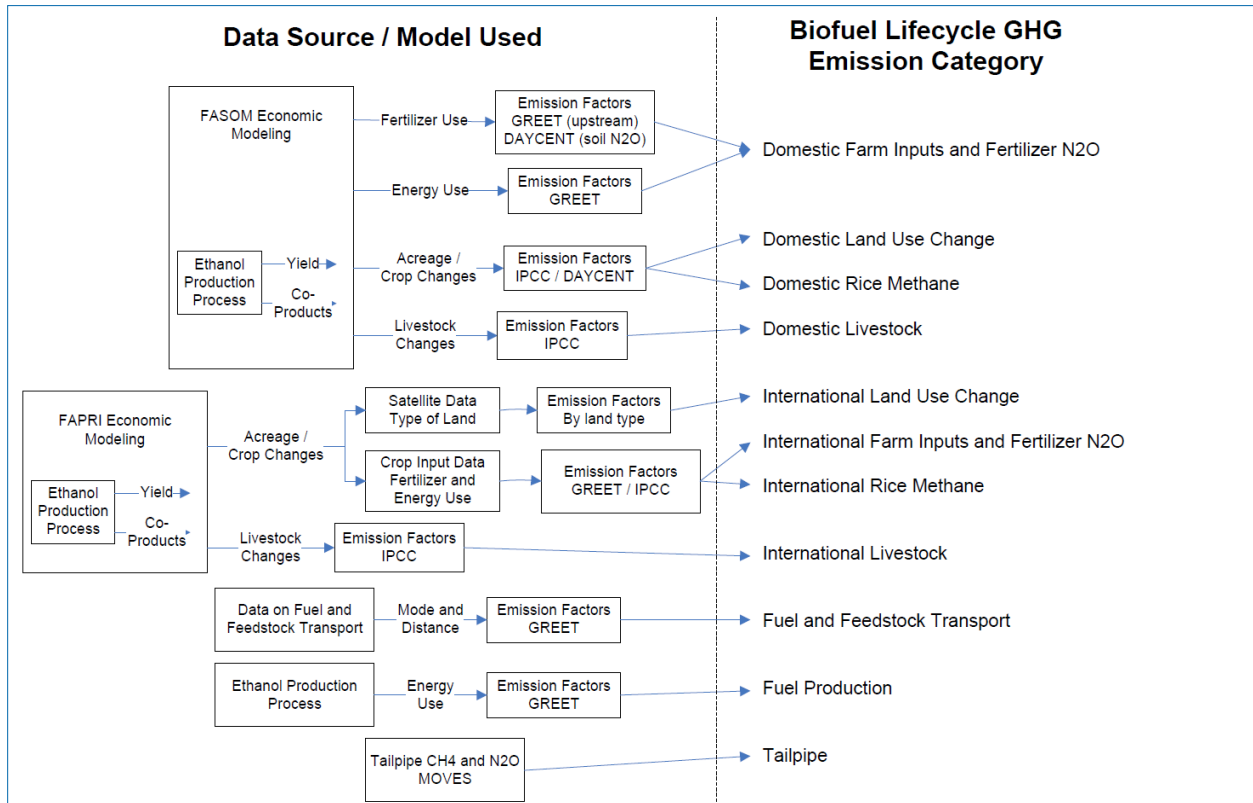 Data Source / Model Used
Biofuel Lifecycle GHG
Emission Category
FASOM Economic
Modeling
Fertilizer Use
Emission Factors
GREET (upstream)
DAYCENT (soil N2O)
Domestic Farm Inputs and Fertilizer N2O
Energy Use
Emission Factors
GREET
Ethanol
Production
Process
Yield
Co-
Products
Acreage /
Crop Changes
Emission Factors
IPCC / DAYCENT
Domestic Land Use Change
Domestic Rice Methane
Livestock
Changes
Emission Factors
IPCC
Domestic Livestock
FAPRI Economic
Modeling
Acreage /
Crop Changes
Satellite Data
Type of Land
Emission Factors
By land type
International Land Use Change
Crop Input Data
Fertilizer and
Energy Use
Emission Factors
GREET / IPCC
International Farm Inputs and Fertilizer N2O
International Rice Methane
Ethanol
Production
Process
Yield
Co-
Products
Livestock
Changes
Emission Factors
IPCC
International Livestock
Data on Fuel and
Feedstock Transport
Mode and
Distance
Emission Factors
GREET
Fuel and Feedstock Transport
Ethanol Production
Process
Energy
Use
Emission Factors
GREET
Fuel Production
Tailpipe CH4 and N2O
MOVES
Tailpipe